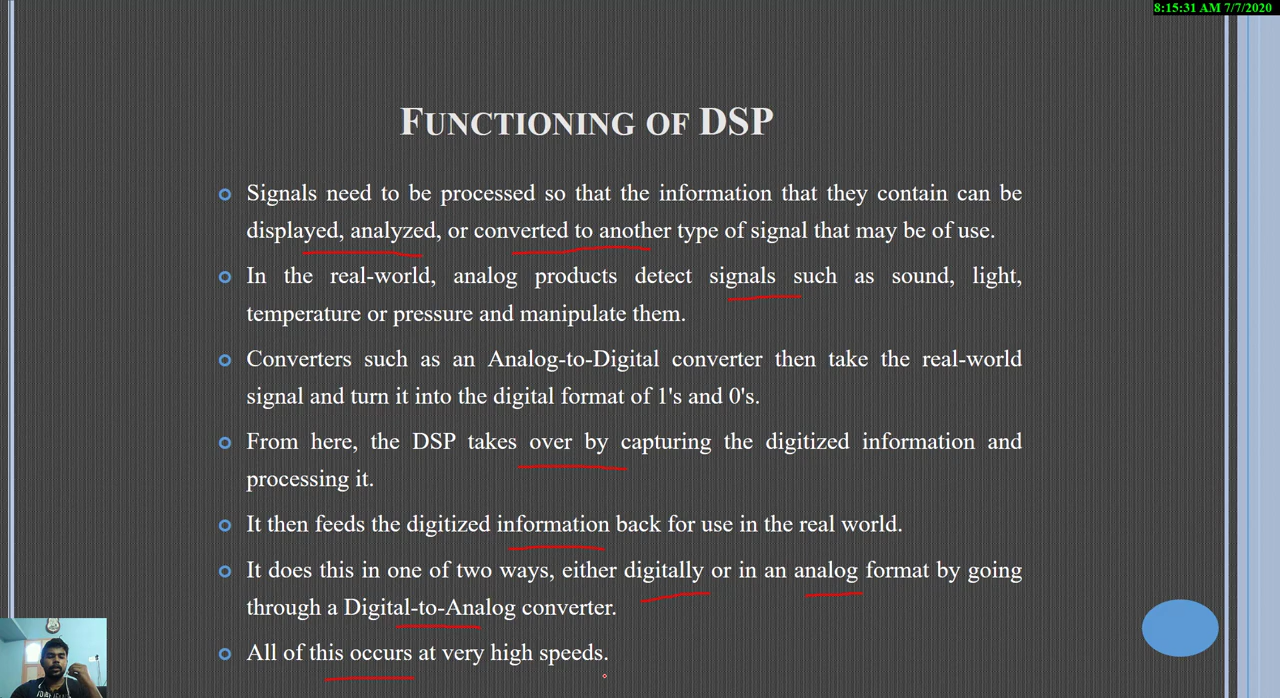 8:15:31 AM 7/7/2020
FUNCTIONING OF DSP
Signals need to be processed so that the information that they contain can be
displayed, analyzed, or converted to another type of signal that may be of use.
In the real-world, analog products detect signals such as sound, light,
temperature or pressure and manipulate them.
Converters such as an Analog-to-Digital converter then take the real-world
signal and turn it into the digital format of 1's and 0's.
From here, the DSP takes over by capturing the digitized information and
processing it.
It then feeds the digitized information back for use in the real world.
It does this in one of two ways, either digitally or in an analog format by going
through a Digital-to-Analog converter.
All of this occurs at very high speeds.